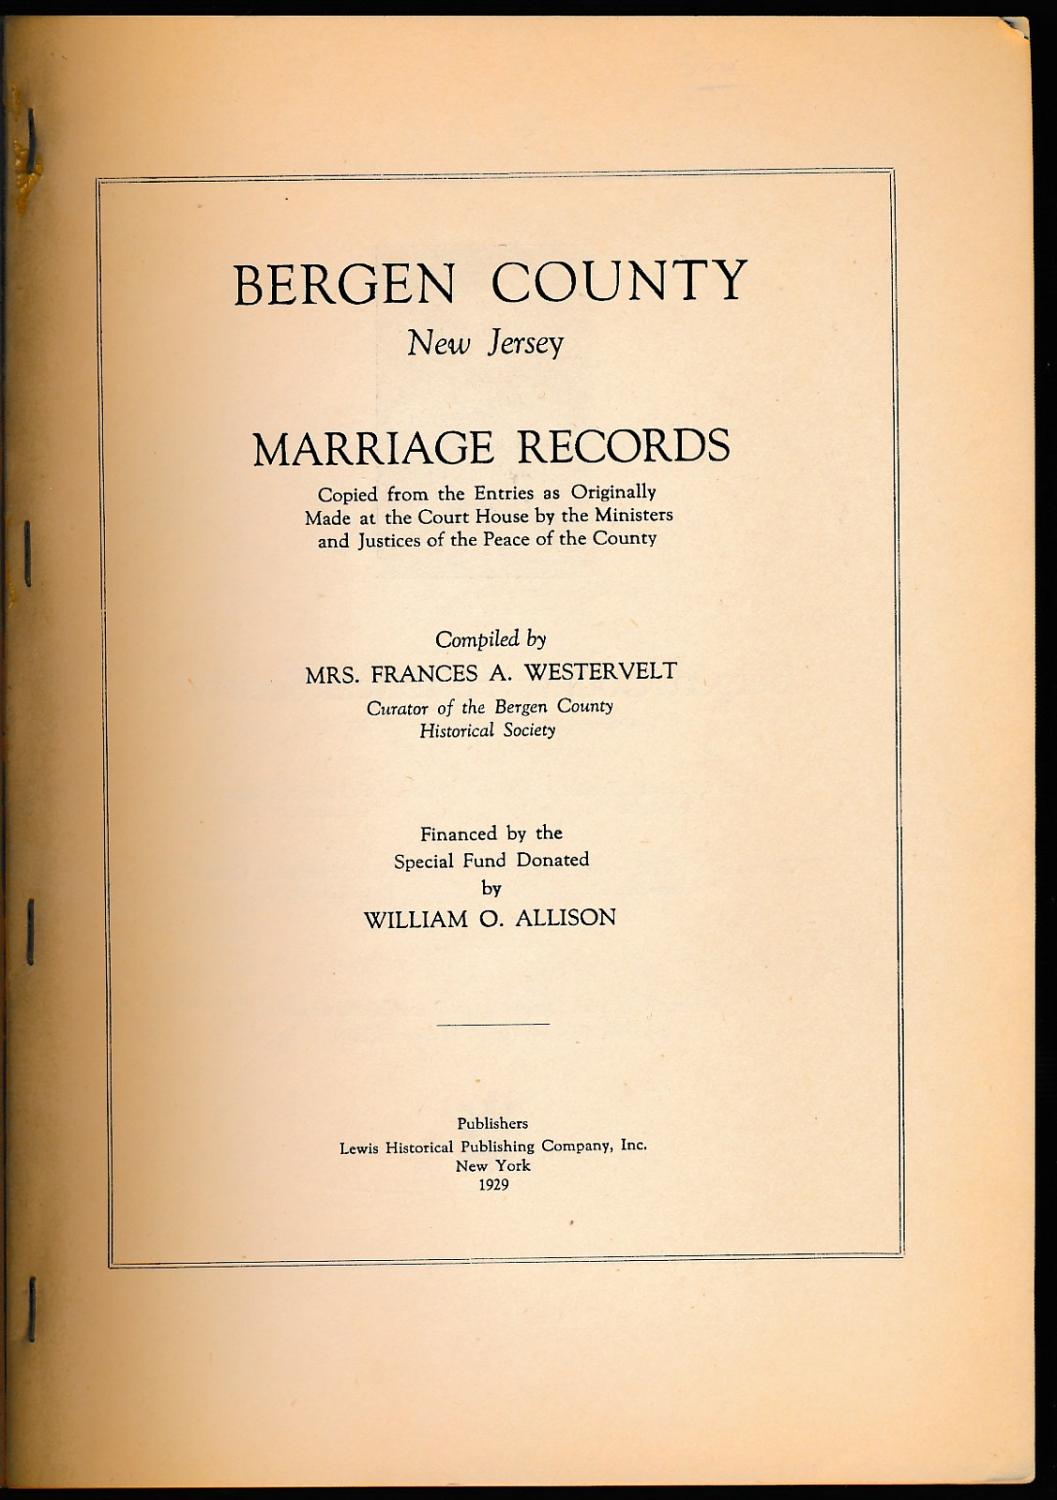 BERGEN COUNTY
New Jersey
MARRIAGE RECORDS
Copied from the Entries as Originally
Made at the Court House by the Ministers
and Justices of the Peace of the County
Compiled by
MRS. FRANCES A. WESTERVELT
Curator of the Bergen County
Historical Society
Financed by the
Special Fund Donated
by
WILLIAM O. ALLISON
Publishers
Lewis Historical Publishing Company, Inc.
New York
1929